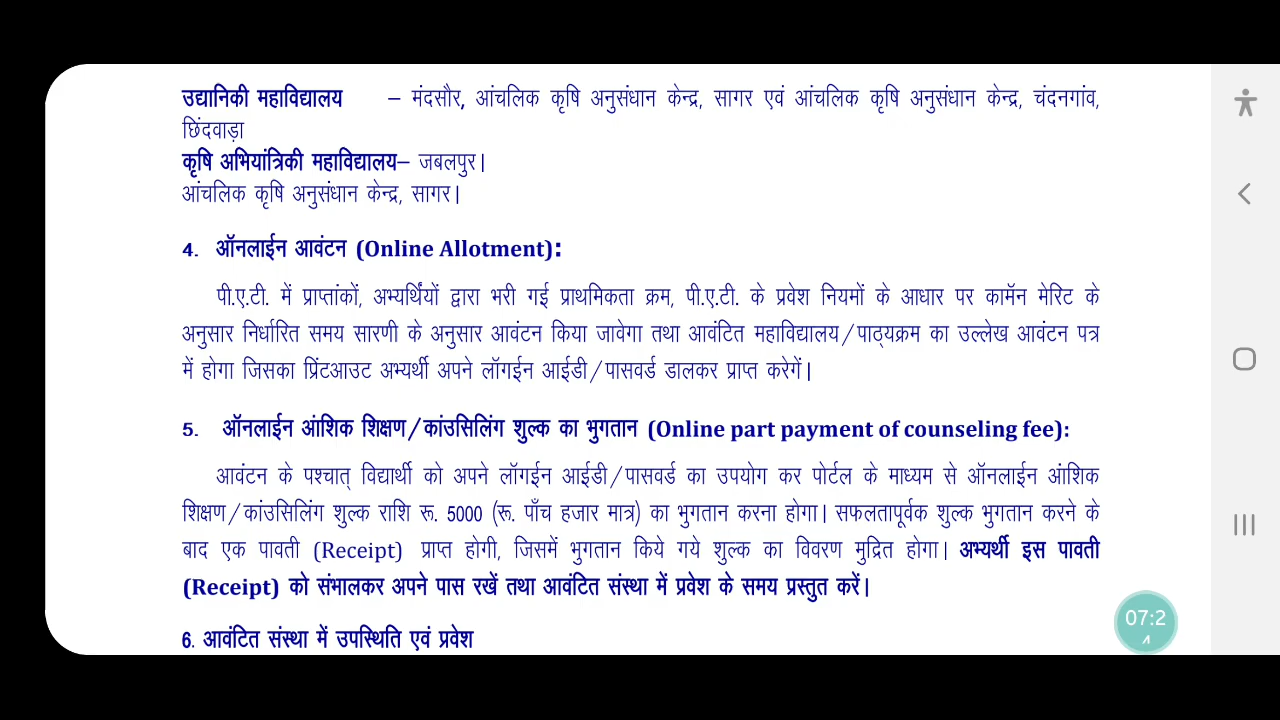 उद्यानिकी महाविद्यालय – मंदसौर, आंचलिक कृषि अनुसंधान केन्द्र, सागर एवं आंचलिक कृषि अनुसंधान केन्द्र, चंदनगांव,
छिंदवाड़ा
कृषि अभियांत्रिकी महाविद्यालय– जबलपुर।
आंचलिक कृषि अनुसंधान केन्द्र, सागर।
4. ऑनलाईन आवंटन (Online Allotment):
पी.ए.टी. में प्राप्तांकों, अभ्यर्थियों द्वारा भरी गई प्राथमिकता क्रम, पी.ए.टी. के प्रवेश नियमों के आधार पर कामॅन मेरिट के
अनुसार निर्धारित समय सारणी के अनुसार आवंटन किया जावेगा तथा आवंटित महाविद्यालय/पाठ्यक्रम का उल्लेख आवंटन पत्र
में होगा जिसका प्रिंटआउट अभ्यर्थी अपने लॉगईन आईडी/पासवर्ड डालकर प्राप्त करेगें।
5. ऑनलाईन आंशिक शिक्षण/कांउसिलिंग शुल्क का भुगतान (Online part payment of counseling fee):
आवंटन के पश्चात् विद्यार्थी को अपने लॉगईन आईडी/पासवर्ड का उपयोग कर पोर्टल के माध्यम से ऑनलाईन आंशिक
शिक्षण/कांउसिलिंग शुल्क राशि रू. 5000 (रू. पाँच हजार मात्र) का भुगतान करना होगा। सफलतापूर्वक शुल्क भुगतान करने के
बाद एक पावती (Receipt) प्राप्त होगी, जिसमें भुगतान किये गये शुल्क का विवरण मुद्रित होगा। अभ्यर्थी इस पावती
(Receipt) को संभालकर अपने पास रखें तथा आवंटित संस्था में प्रवेश के समय प्रस्तुत करें।
07:2
6. आवंटित संस्था में उपस्थिति एवं प्रवेश